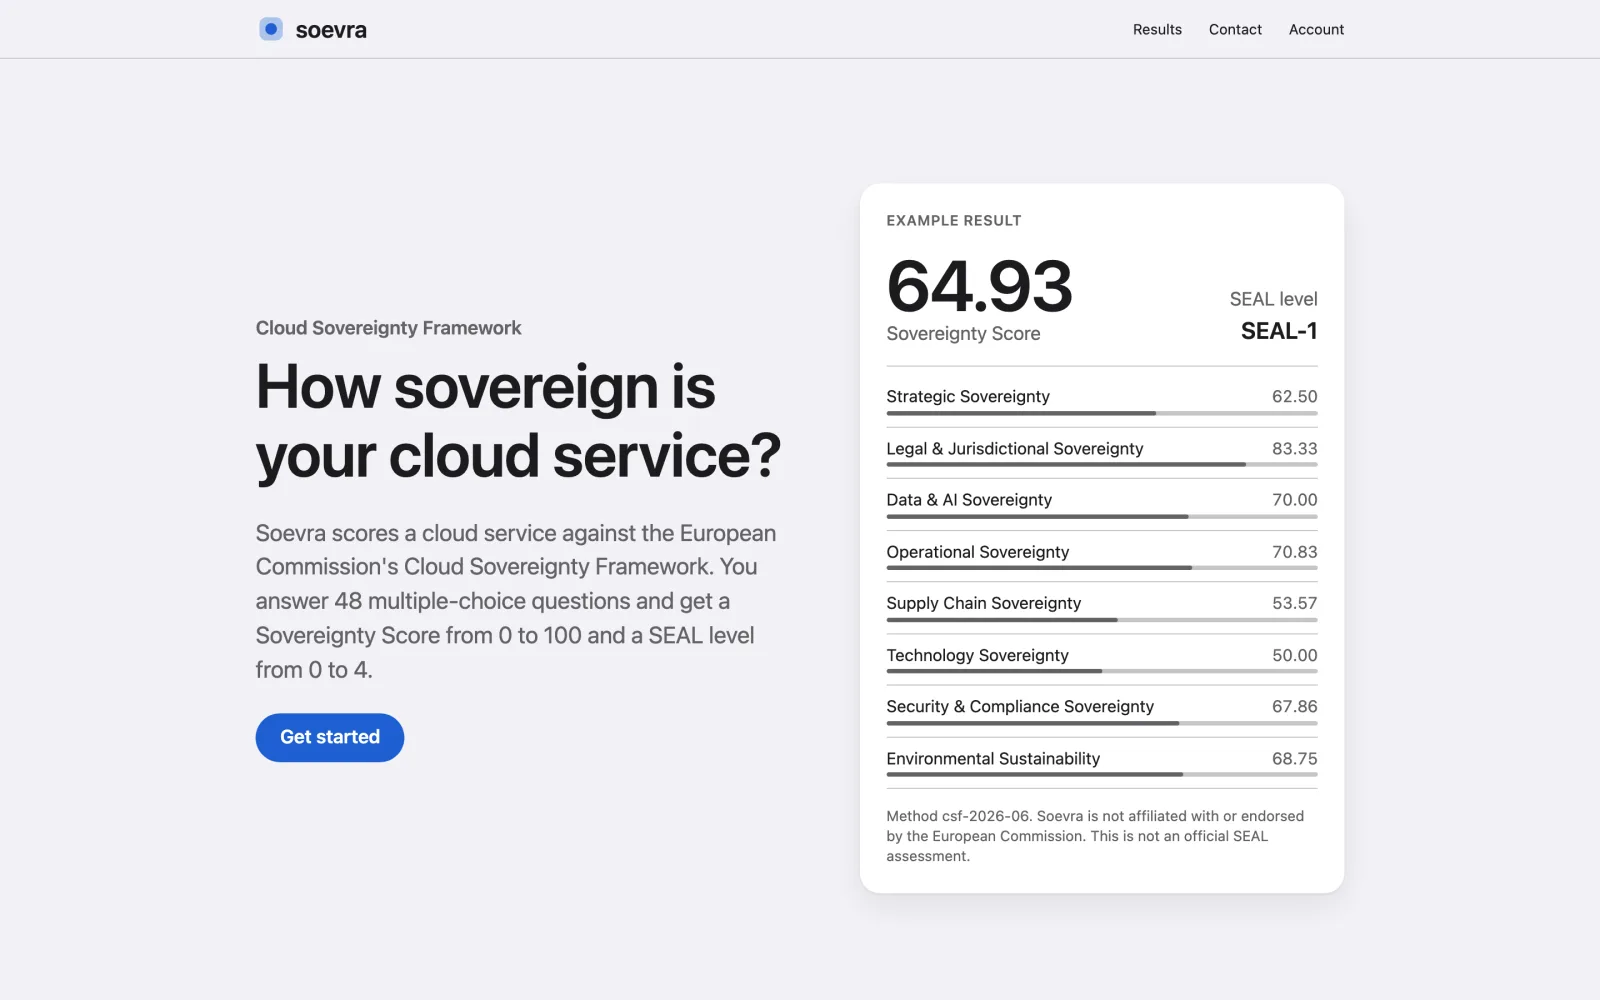 soevra
Results
Contact
Account
Cloud Sovereignty Framework
How sovereign is
your cloud service?
Soevra scores a cloud service against the European
Commission's Cloud Sovereignty Framework. You
answer 48 multiple-choice questions and get a
Sovereignty Score from 0 to 100 and a SEAL level
from 0 to 4.
Get started
EXAMPLE RESULT
64.93
Sovereignty Score
SEAL level
SEAL-1
Strategic Sovereignty 62.50
Legal & Jurisdictional Sovereignty 83.33
Data & AI Sovereignty 70.00
Operational Sovereignty 70.83
Supply Chain Sovereignty 53.57
Technology Sovereignty 50.00
Security & Compliance Sovereignty 67.86
Environmental Sustainability 68.75
Method csf-2026-06. Soevra is not affiliated with or endorsed
by the European Commission. This is not an official SEAL
assessment.